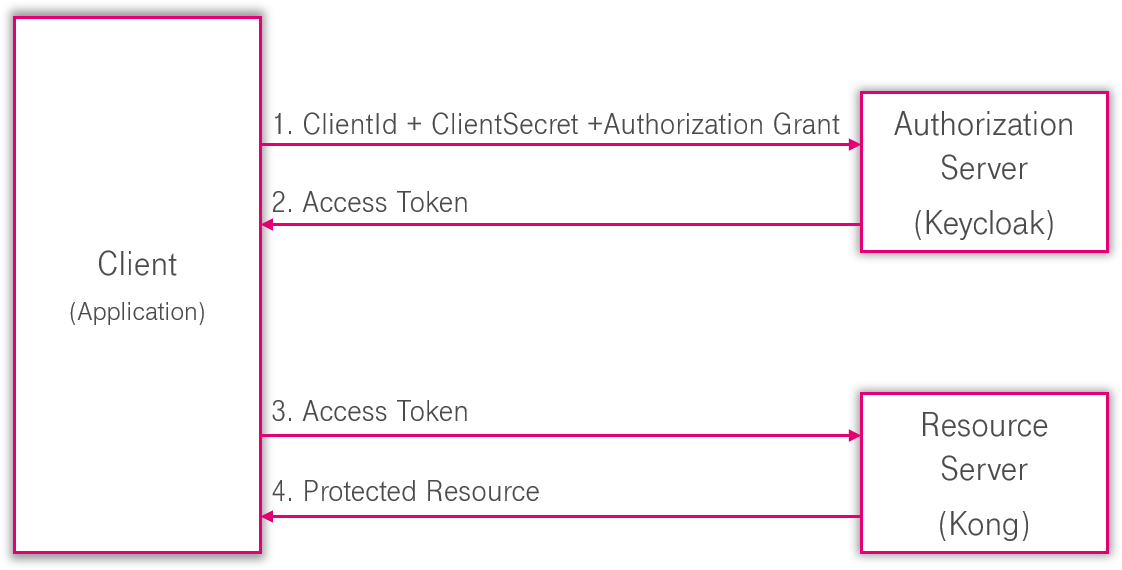 1. ClientId + ClientSecret +Authorization Grant
Authorization
Server
(Keycloak)
2. Access Token
Client
(Application)
3. Access Token
Resource
Server
(Kong)
4. Protected Resource